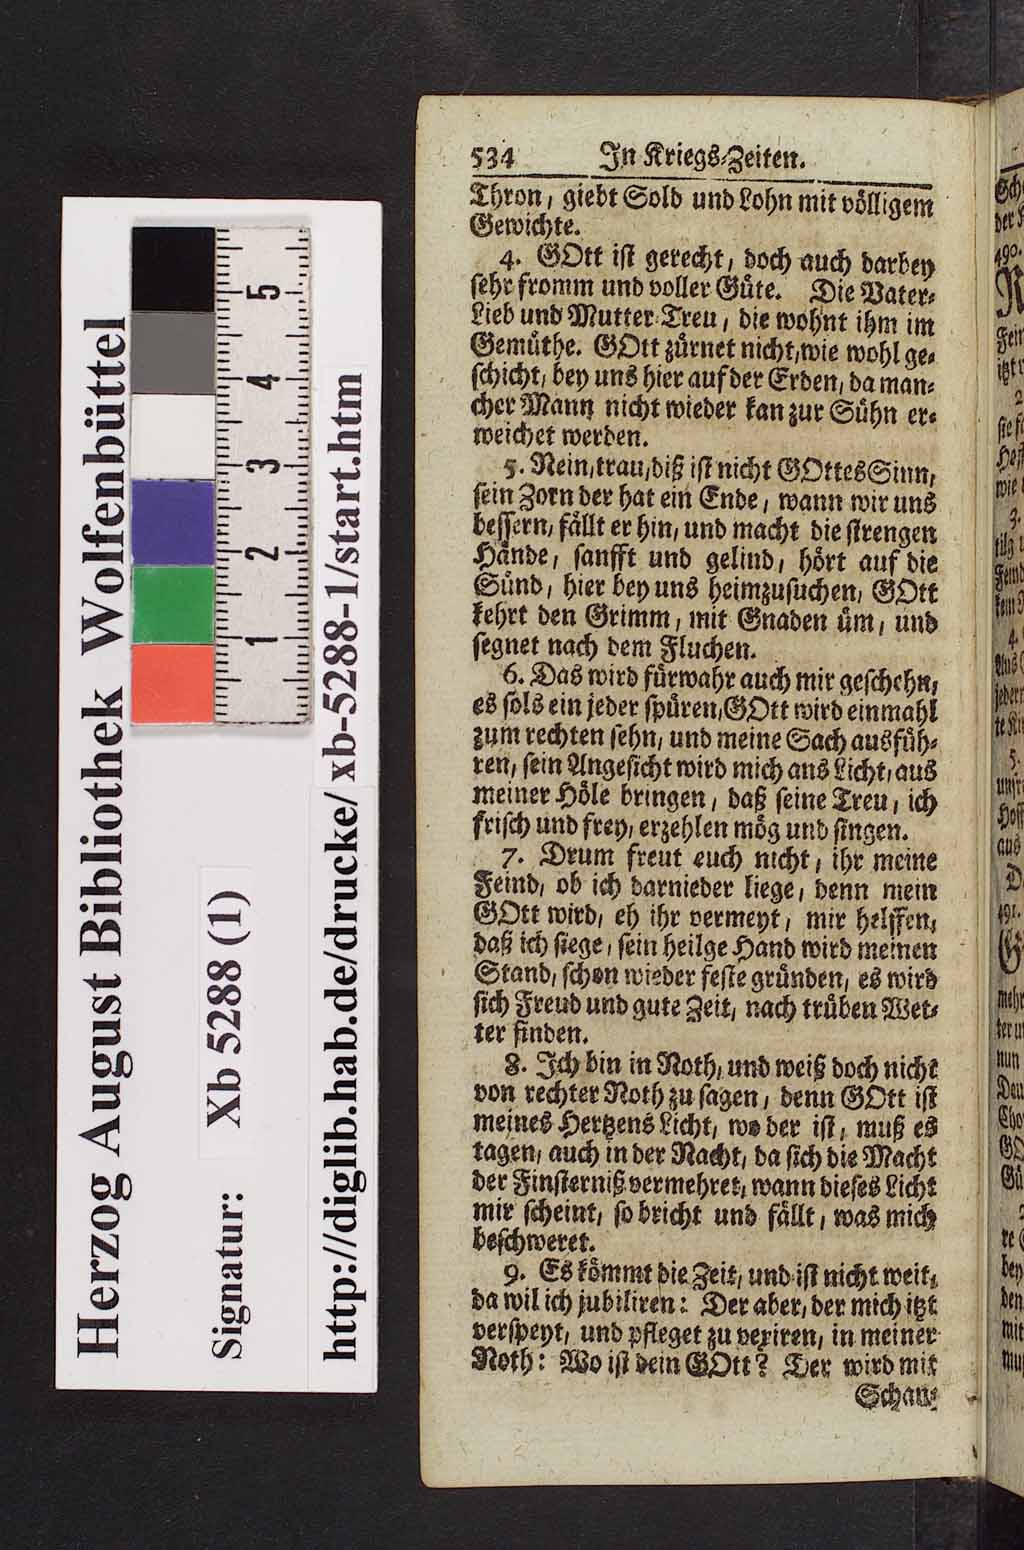 534 In Kriegs-Zeiten.
Thron, giebt Sold und Lohn mit völligem
Gewichte.
4. GOtt ist gerecht, doch auch darbey
sehr fromm und voller Güte. Die Vater-
Lieb und Mutter-Treu, die wohnt ihm im
Gemüthe. GOtt zürnet nicht, wie wohl ge-
schicht, bey uns hier auf der Erden, da man-
cher Mann nicht wieder kan zur Sühn er-
weichet werden.
5. Nein, trau, diß ist nicht GOttes Sinn,
sein Zorn der hat ein Ende, wann wir uns
bessern, fällt er hin, und macht die strengen
Hände, sanfft und gelind, hört auf die
Sünd, hier bey uns heimzusuchen, GOtt
kehrt den Grimm, mit Gnaden üm, und
segnet nach dem Fluchen.
6. Das wird fürwahr auch mir geschehn,
es sols ein jeder spüren, GOtt wird einmahl
zum rechten sehn, und meine Sach ausfüh-
ren, sein Angesicht wird mich ans Licht, aus
meiner Höle bringen, daß seine Treu, ich
frisch und frey, erzehlen mög und singen.
7. Drum freut euch nicht, ihr meine
Feind, ob ich darnieder liege, denn mein
GOtt wird, eh ihr vermeyt, mir helffen,
daß ich siege, sein heilge Hand wird meinen
Stand, schon wieder feste gründen, es wird
sich Freud und gute Zeit, nach trüben Wet-
ter finden.
8. Ich bin in Noth, und weiß doch nicht
von rechter Noth zu sagen, denn GOtt ist
meines Hertzens Licht, wo der ist, muß es
tagen, auch in der Nacht, da sich die Macht
der Finsterniß vermehret, wann dieses Licht
mir scheint, so bricht und fällt, was mich
beschweret.
9. Es kömmt die Zeit, und ist nicht weit,
da wil ich jubiliren: Der aber, der mich itzt
verspeyt, und pfleget zu vexiren, in meiner
Noth: Wo ist dein GOtt? Der wird mit
Schan-
Herzog August Bibliothek Wolfenbüttel
Signatur: Xb 5288 (1)
http://diglib.hab.de/drucke/ xb-5288-1/start.htm
5
4
3
2
1